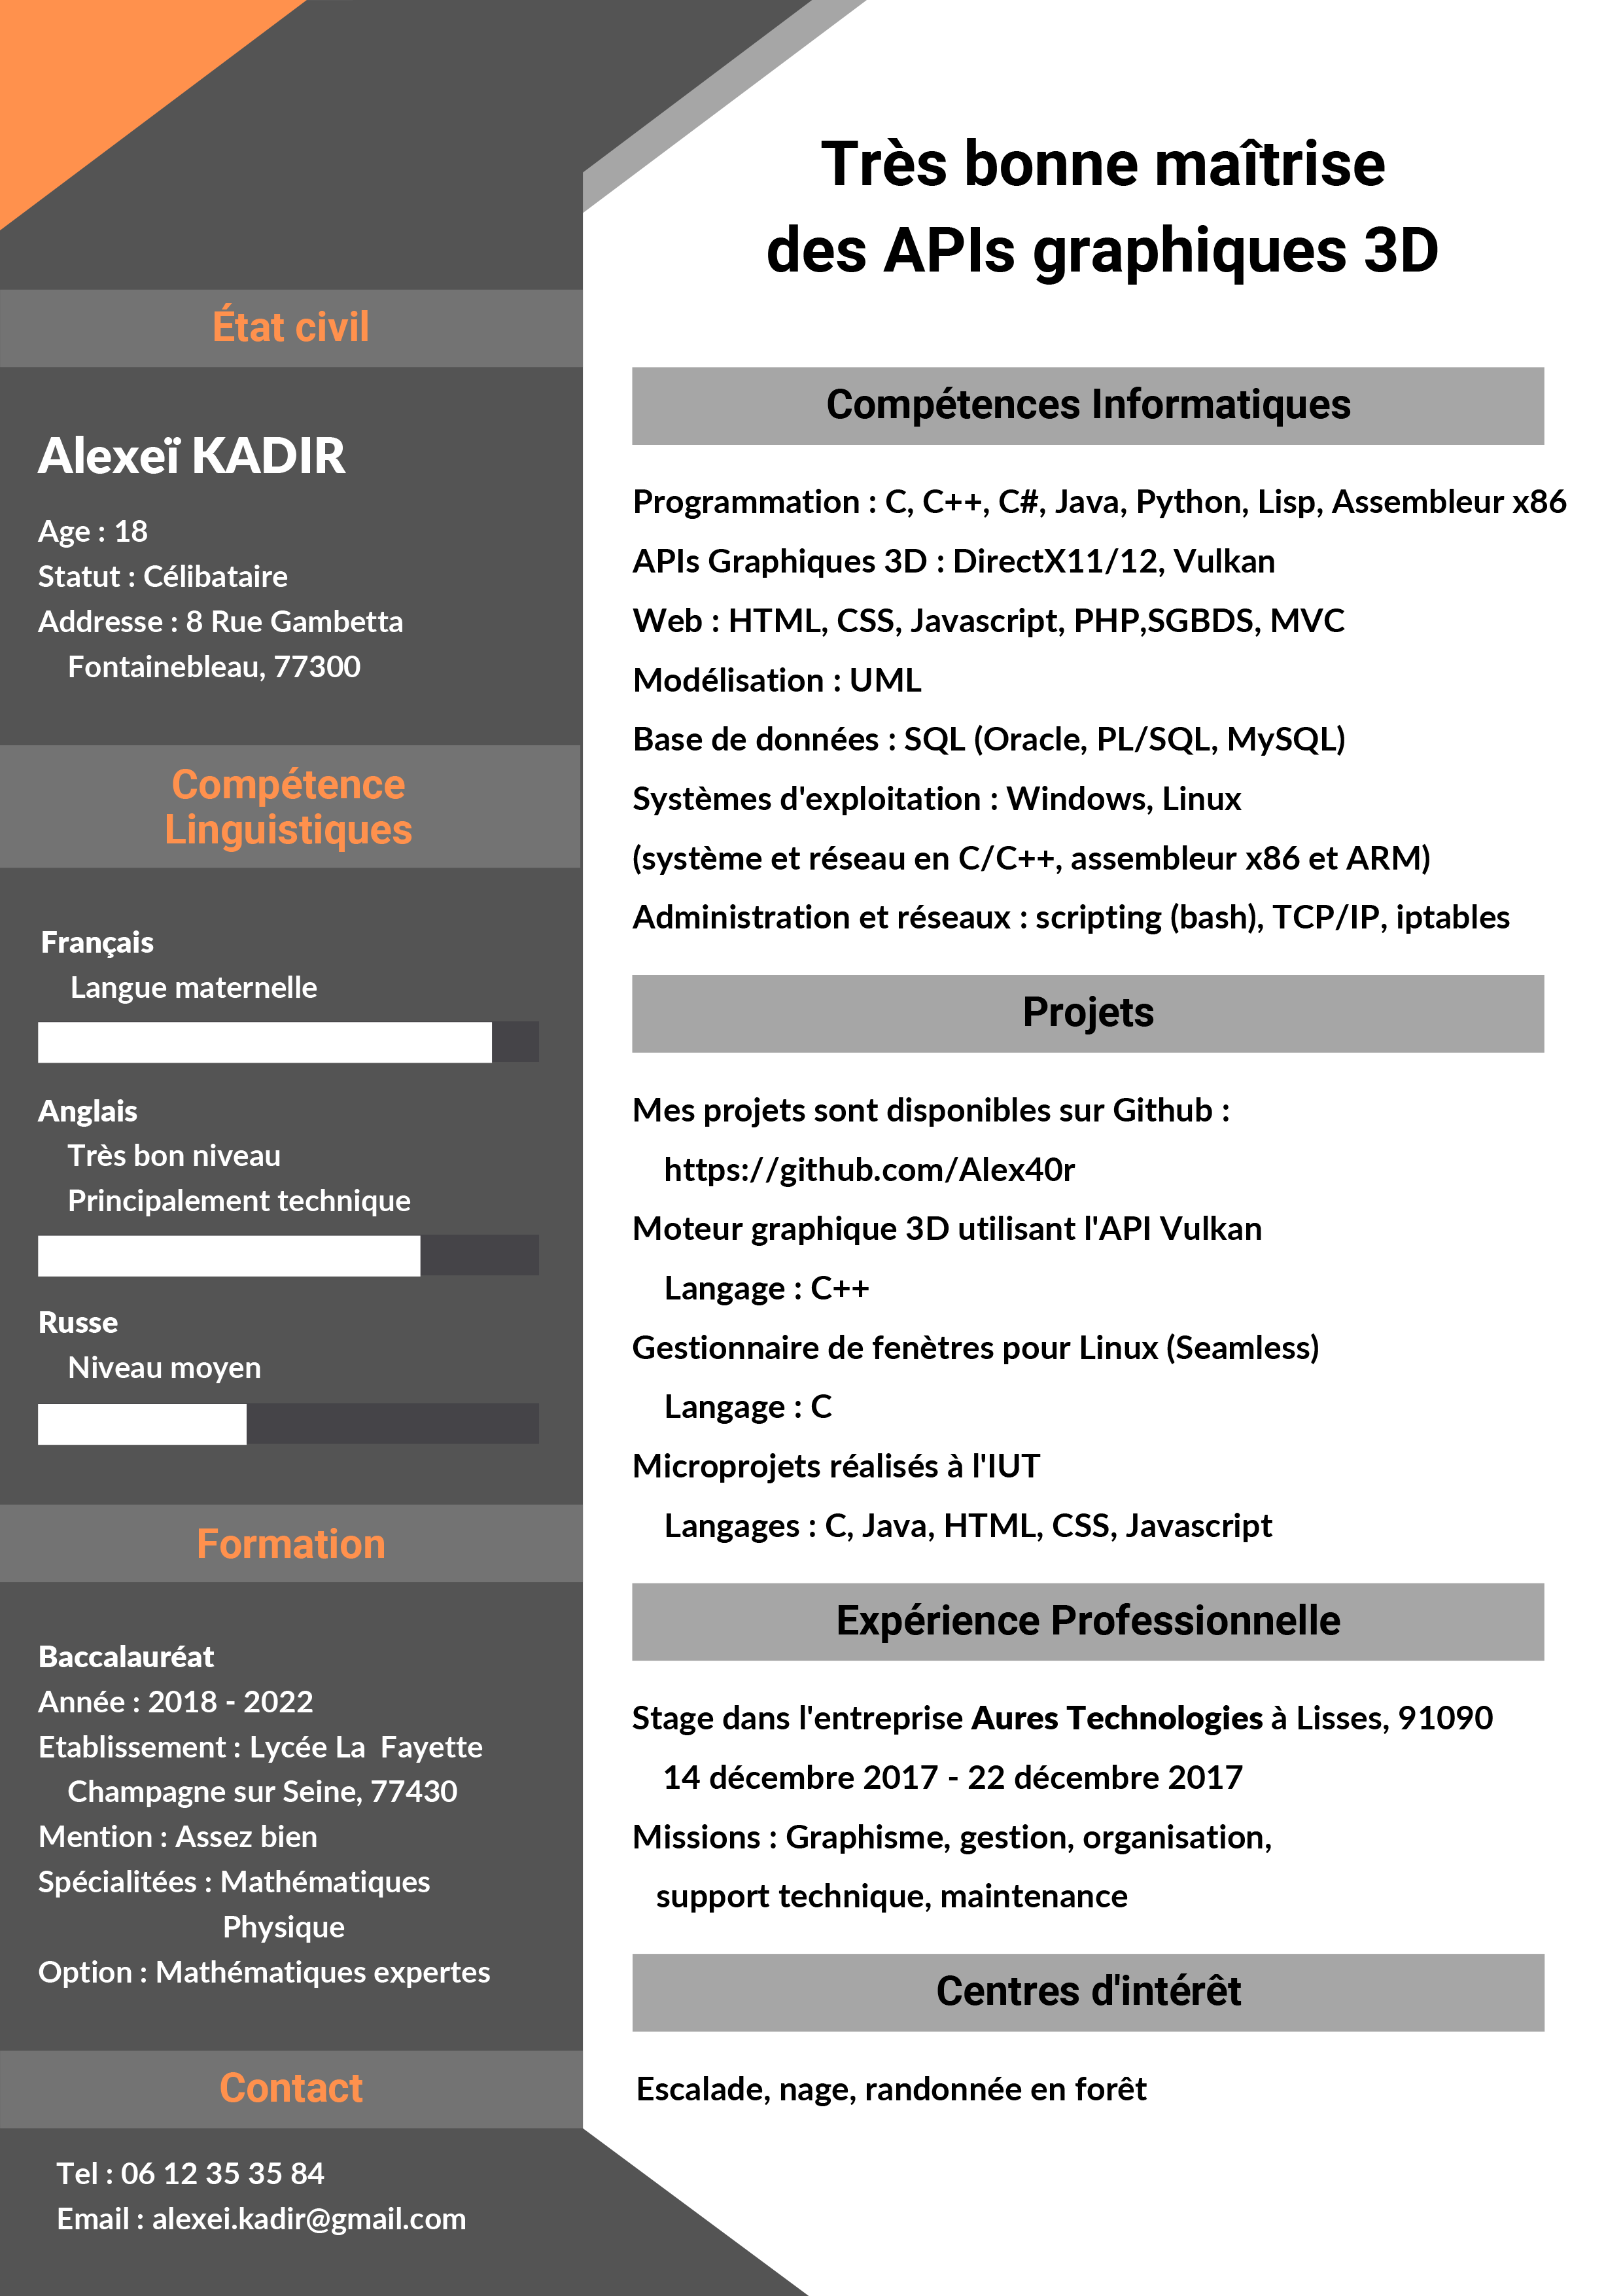 Très bonne maîtrise
des APIs graphiques 3D
État civil
Alexeï KADIR
Age : 18
Statut : Célibataire
Addresse : 8 Rue Gambetta
Fontainebleau, 77300
Compétence
Linguistiques
Français
Langue maternelle
Anglais
Très bon niveau
Principalement technique
Russe
Niveau moyen
Formation
Baccalauréat
Année : 2018 - 2022
Etablissement : Lycée La  Fayette
Champagne sur Seine, 77430
Mention : Assez bien
Spécialitées : Mathématiques
Physique
Option : Mathématiques expertes
Contact
Tel : 06 12 35 35 84
Email : alexei.kadir@gmail.com
Compétences Informatiques
Programmation : C, C++, C#, Java, Python, Lisp, Assembleur x86
APIs Graphiques 3D : DirectX11/12, Vulkan
Web : HTML, CSS, Javascript, PHP,SGBDS, MVC
Modélisation : UML
Base de données : SQL (Oracle, PL/SQL, MySQL)
Systèmes d'exploitation : Windows, Linux
(système et réseau en C/C++, assembleur x86 et ARM)
Administration et réseaux : scripting (bash), TCP/IP, iptables
Projets
Mes projets sont disponibles sur Github :
https://github.com/Alex40r
Moteur graphique 3D utilisant l'API Vulkan
Langage : C++
Gestionnaire de fenètres pour Linux (Seamless)
Langage : C
Microprojets réalisés à l'IUT
Langages : C, Java, HTML, CSS, Javascript
Expérience Professionnelle
Stage dans l'entreprise Aures Technologies à Lisses, 91090
14 décembre 2017 - 22 décembre 2017
Missions : Graphisme, gestion, organisation,
support technique, maintenance
Centres d'intérêt
Escalade, nage, randonnée en forêt